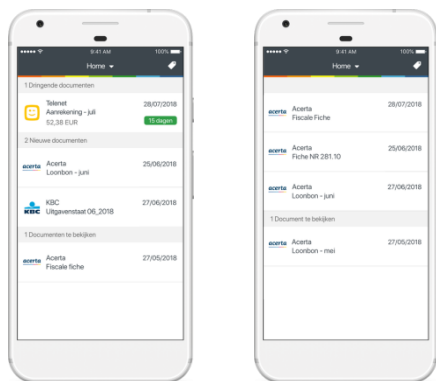 9:41 AM 100%
Home
1 Dringende documenten
Telenet 28/07/2018
Aanrekening - juli
52,38 EUR 15 dagen
2 Nieuwe documenten
acerta Acerta 25/06/2018
Loonbon - juni
KBC KBC 27/06/2018
Uitgavenstaat 06_2018
1 Documenten te bekijken
acerta Acerta 27/05/2018
Fiscale fiche
9:41 AM 100%
Home
acerta Acerta 28/07/2018
Fiscale Fiche
acerta Acerta 25/06/2018
Fiche NR 281.10
acerta Acerta 27/06/2018
Loonbon - juni
1 Document te bekijken
acerta Acerta 27/05/2018
Loonbon - mei